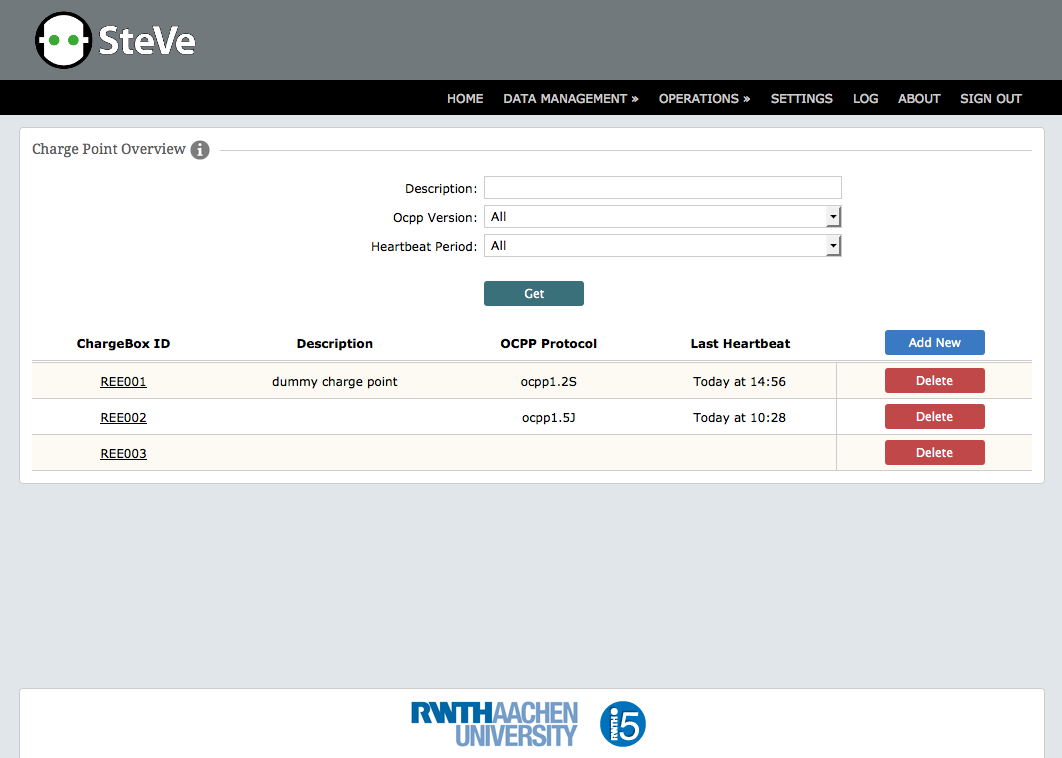 SteVe
HOME DATA MANAGEMENT » OPERATIONS » SETTINGS LOG ABOUT SIGN OUT
Charge Point Overview i
Description:
Ocpp Version: All
Heartbeat Period: All
Get
ChargeBox ID Description OCPP Protocol Last Heartbeat Add New
REE001 dummy charge point ocpp1.2S Today at 14:56 Delete
REE002 ocpp1.5J Today at 10:28 Delete
REE003 Delete
RWTH AACHEN
UNIVERSITY
RWTH i5